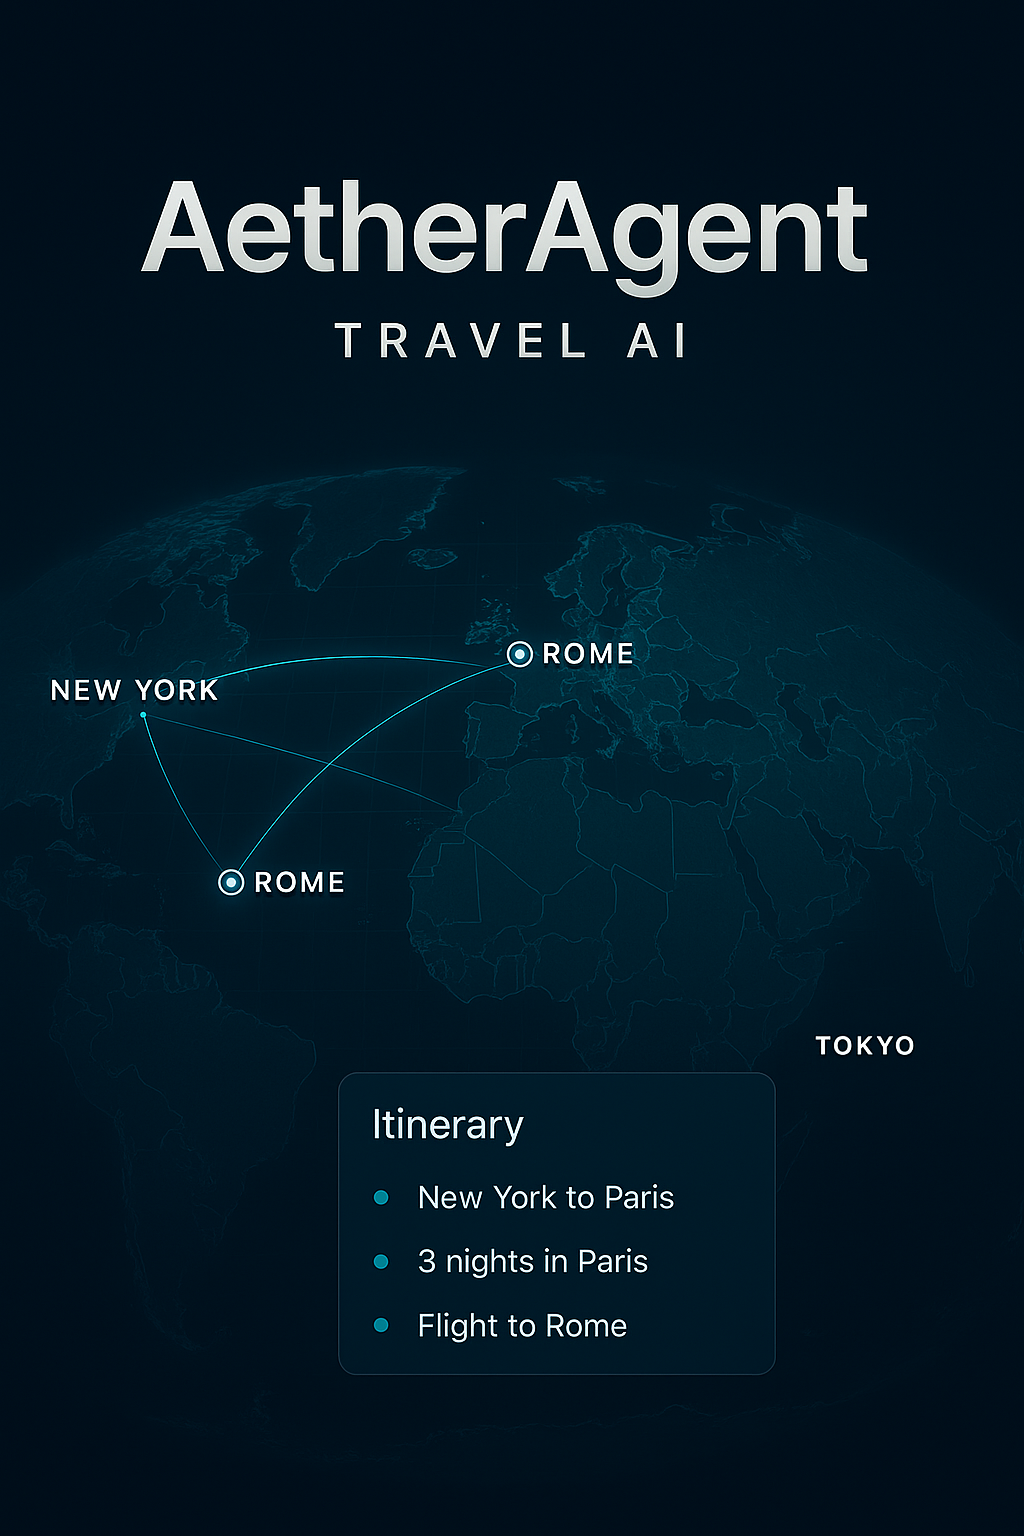 AetherAgent
TRAVEL AI
ROME
NEW YORK
ROME
TOKYO
Itinerary
New York to Paris
3 nights in Paris
Flight to Rome